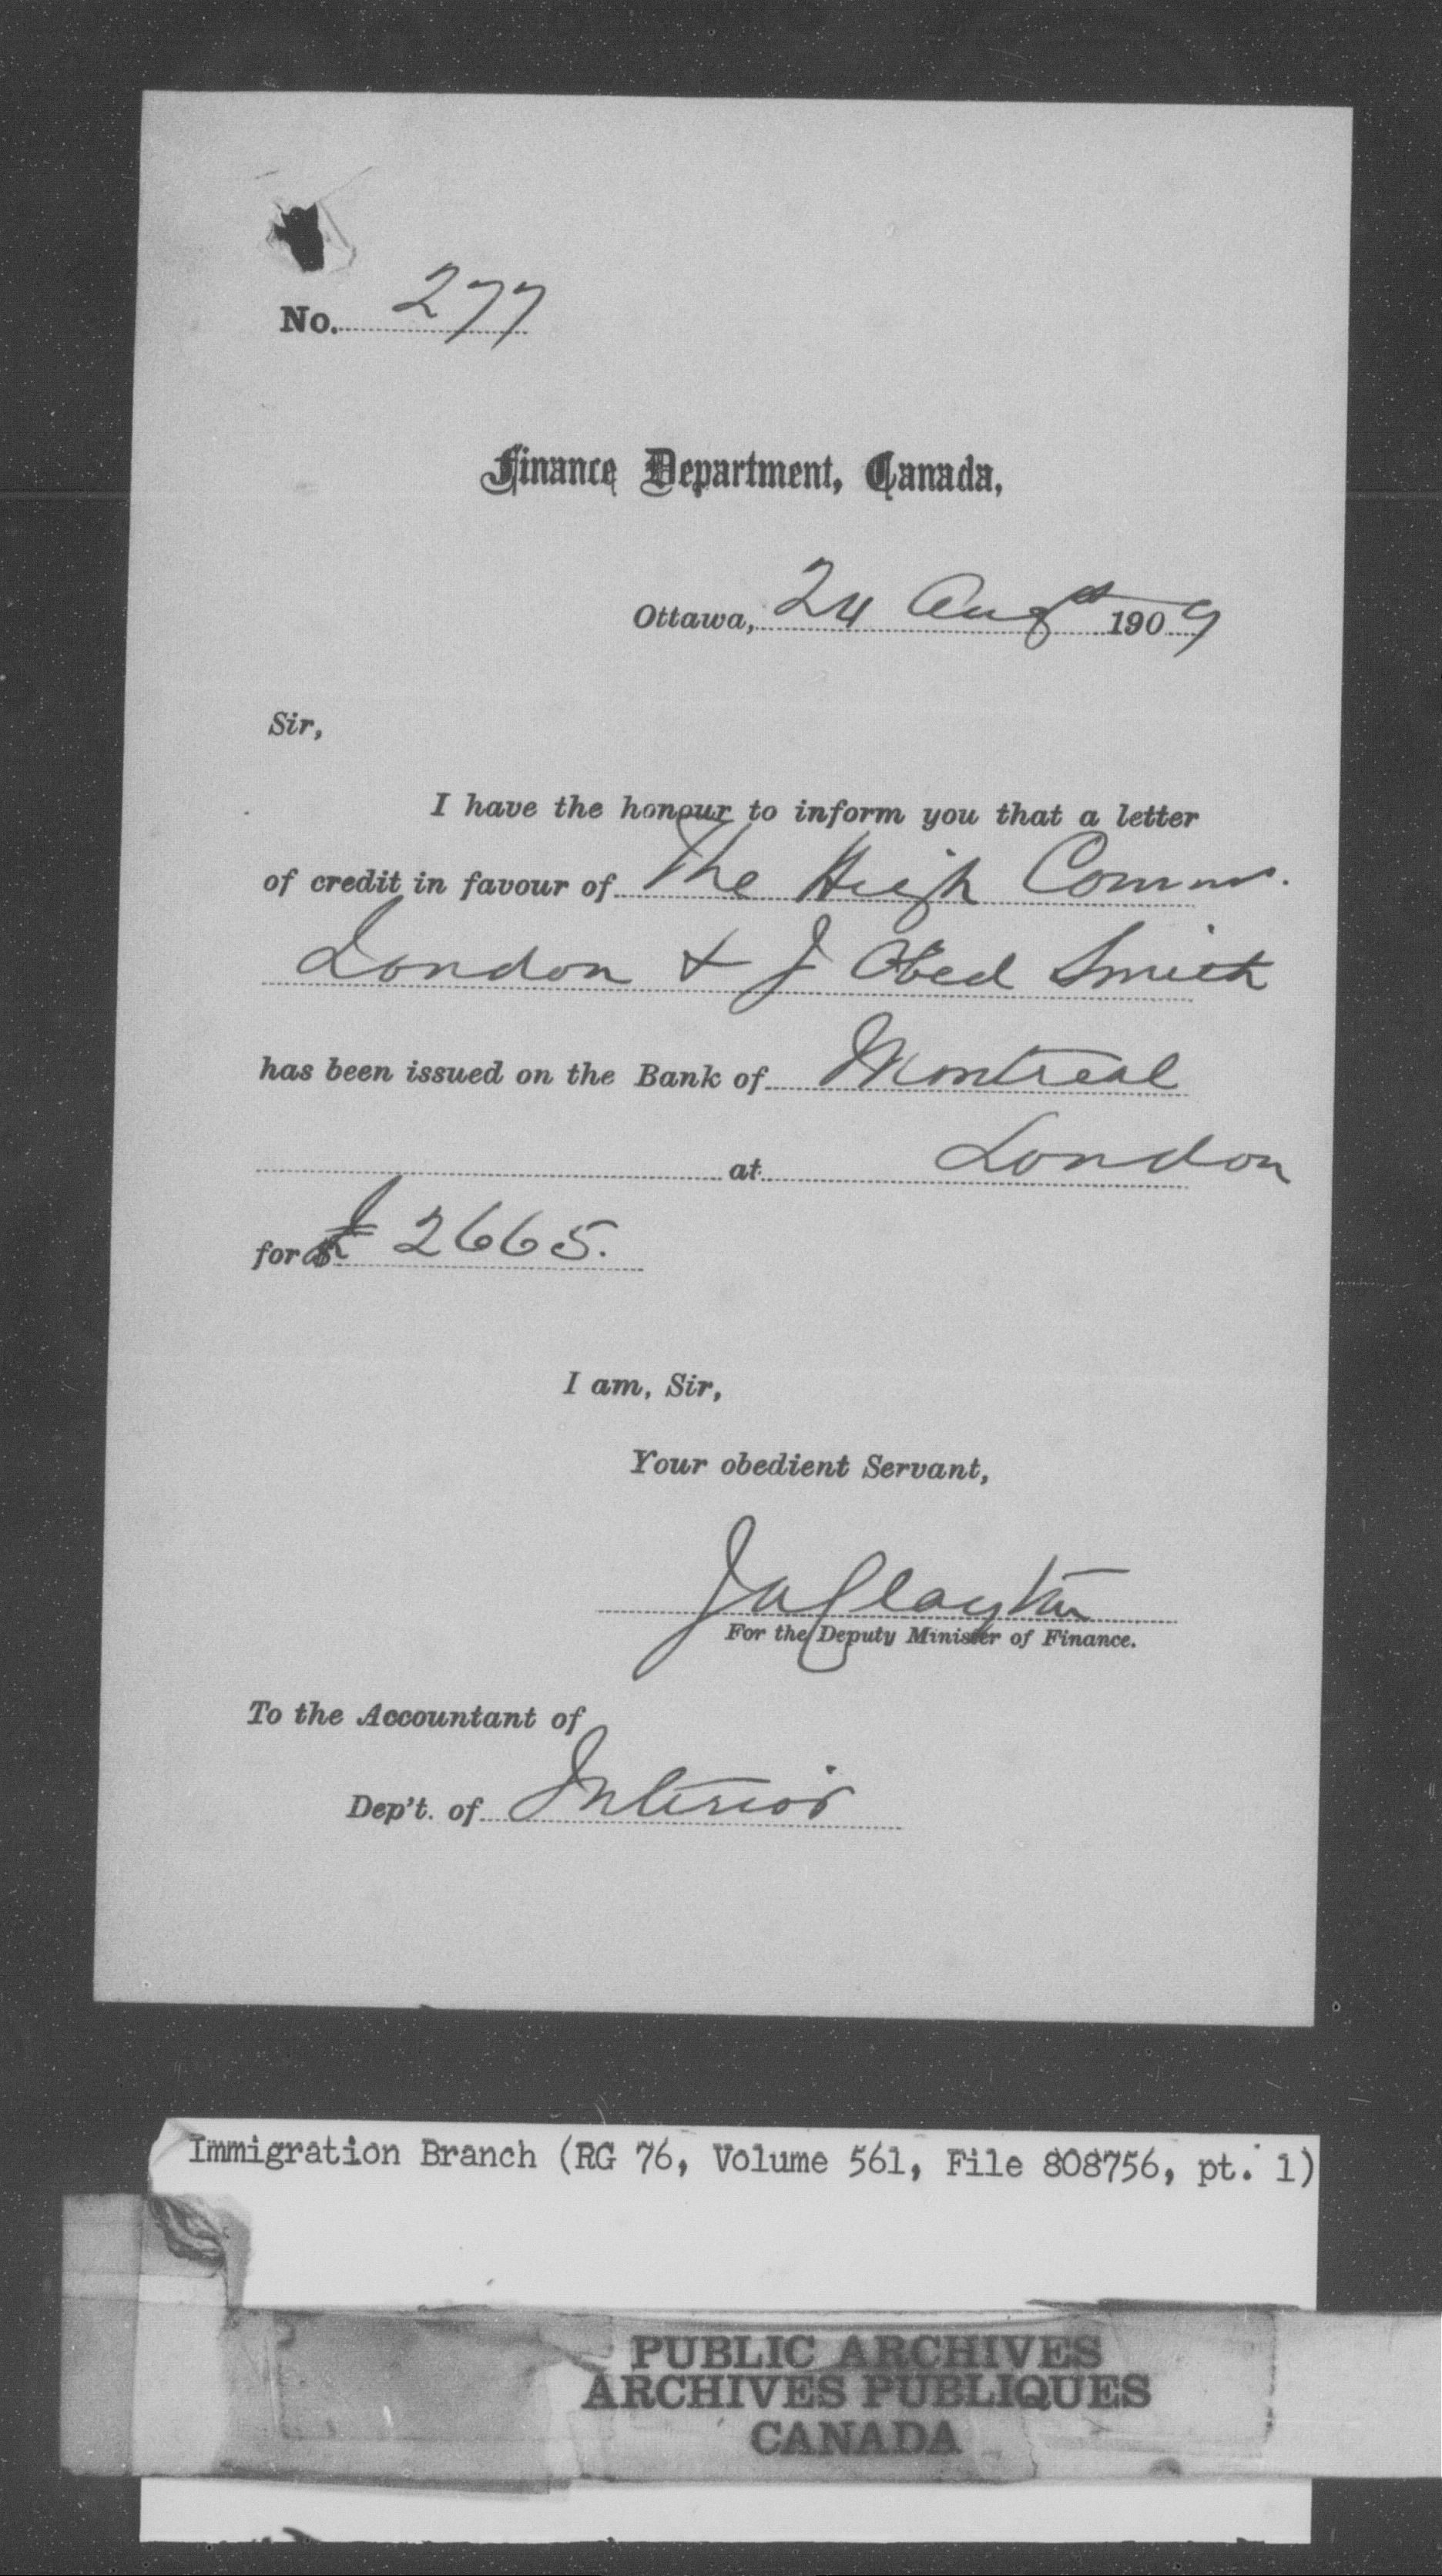 No. 277
Finance Department, Canada,
Ottawa, 24 Augst 1909
Sir,
I have the honour to inform you that a letter
of credit in favour of The High Comms.
London & J Obed Smith
has been issued on the Bank of Montreal
at London
for £ 2665.
I am, Sir,
Your obedient Servant,
JAClayton
For the Deputy Minister of Finance.
To the Accountant of
Dep't. of Interior
Immigration Branch (RG 76, Volume 561, File 808756, pt. 1)
PUBLIC ARCHIVES
ARCHIVES PUBLIQUES
CANADA